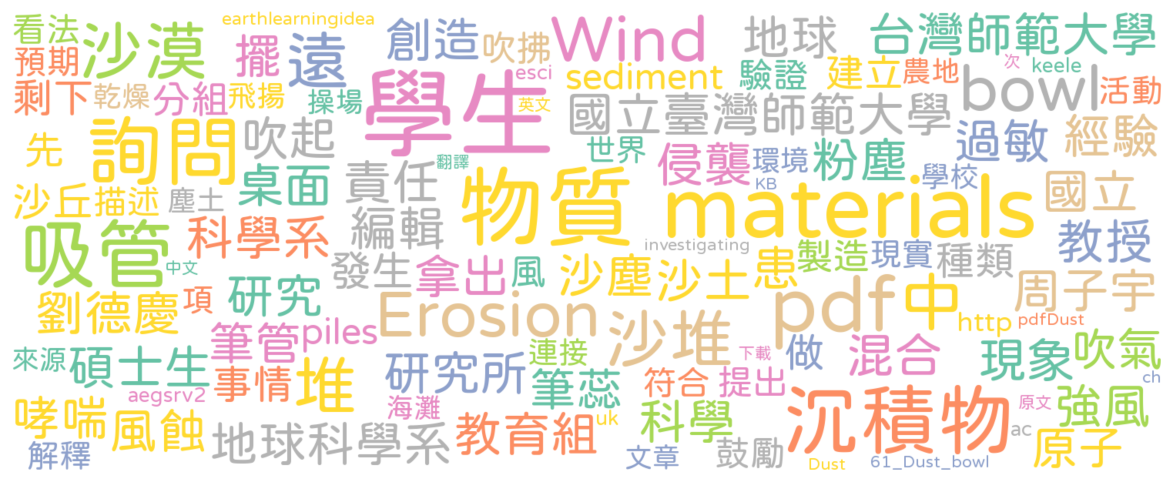 看法 沙漠 earthlearningidea 擺 遠 創造 吹拂 Wind 地球 台灣師範大學
預期 esci sediment 驗證 建立 農地 次 keele
剩下 乾燥 分組 飛揚 操場 學生 英文 國立臺灣師範大學 bowl 活動
先 詢問 吹起 翻譯 世界 侵襲 環境 粉塵 過敏 經驗
沙丘 描述 塵土 桌面 責任 物質 materials KB 學校 國立
吸管 科學系 編輯 investigating 製造 現實 種類 教授
中文 研究 發生 拿出 風 沙塵 沙土 患
劉德慶 項 筆管 piles Erosion 沙堆 pdf 中 http 周子宇 pdfDust
來源 碩士生 事情 堆 研究所 連接 下載 做 混合 現象 吹氣
aegsrv2 海灘 筆蕊 uk 符合 提出 沉積物 原文 ch
哮喘 風蝕 地球科學系 教育組 科學 鼓勵 ac 強風
解釋 文章 Dust 61_Dust_bowl 原子